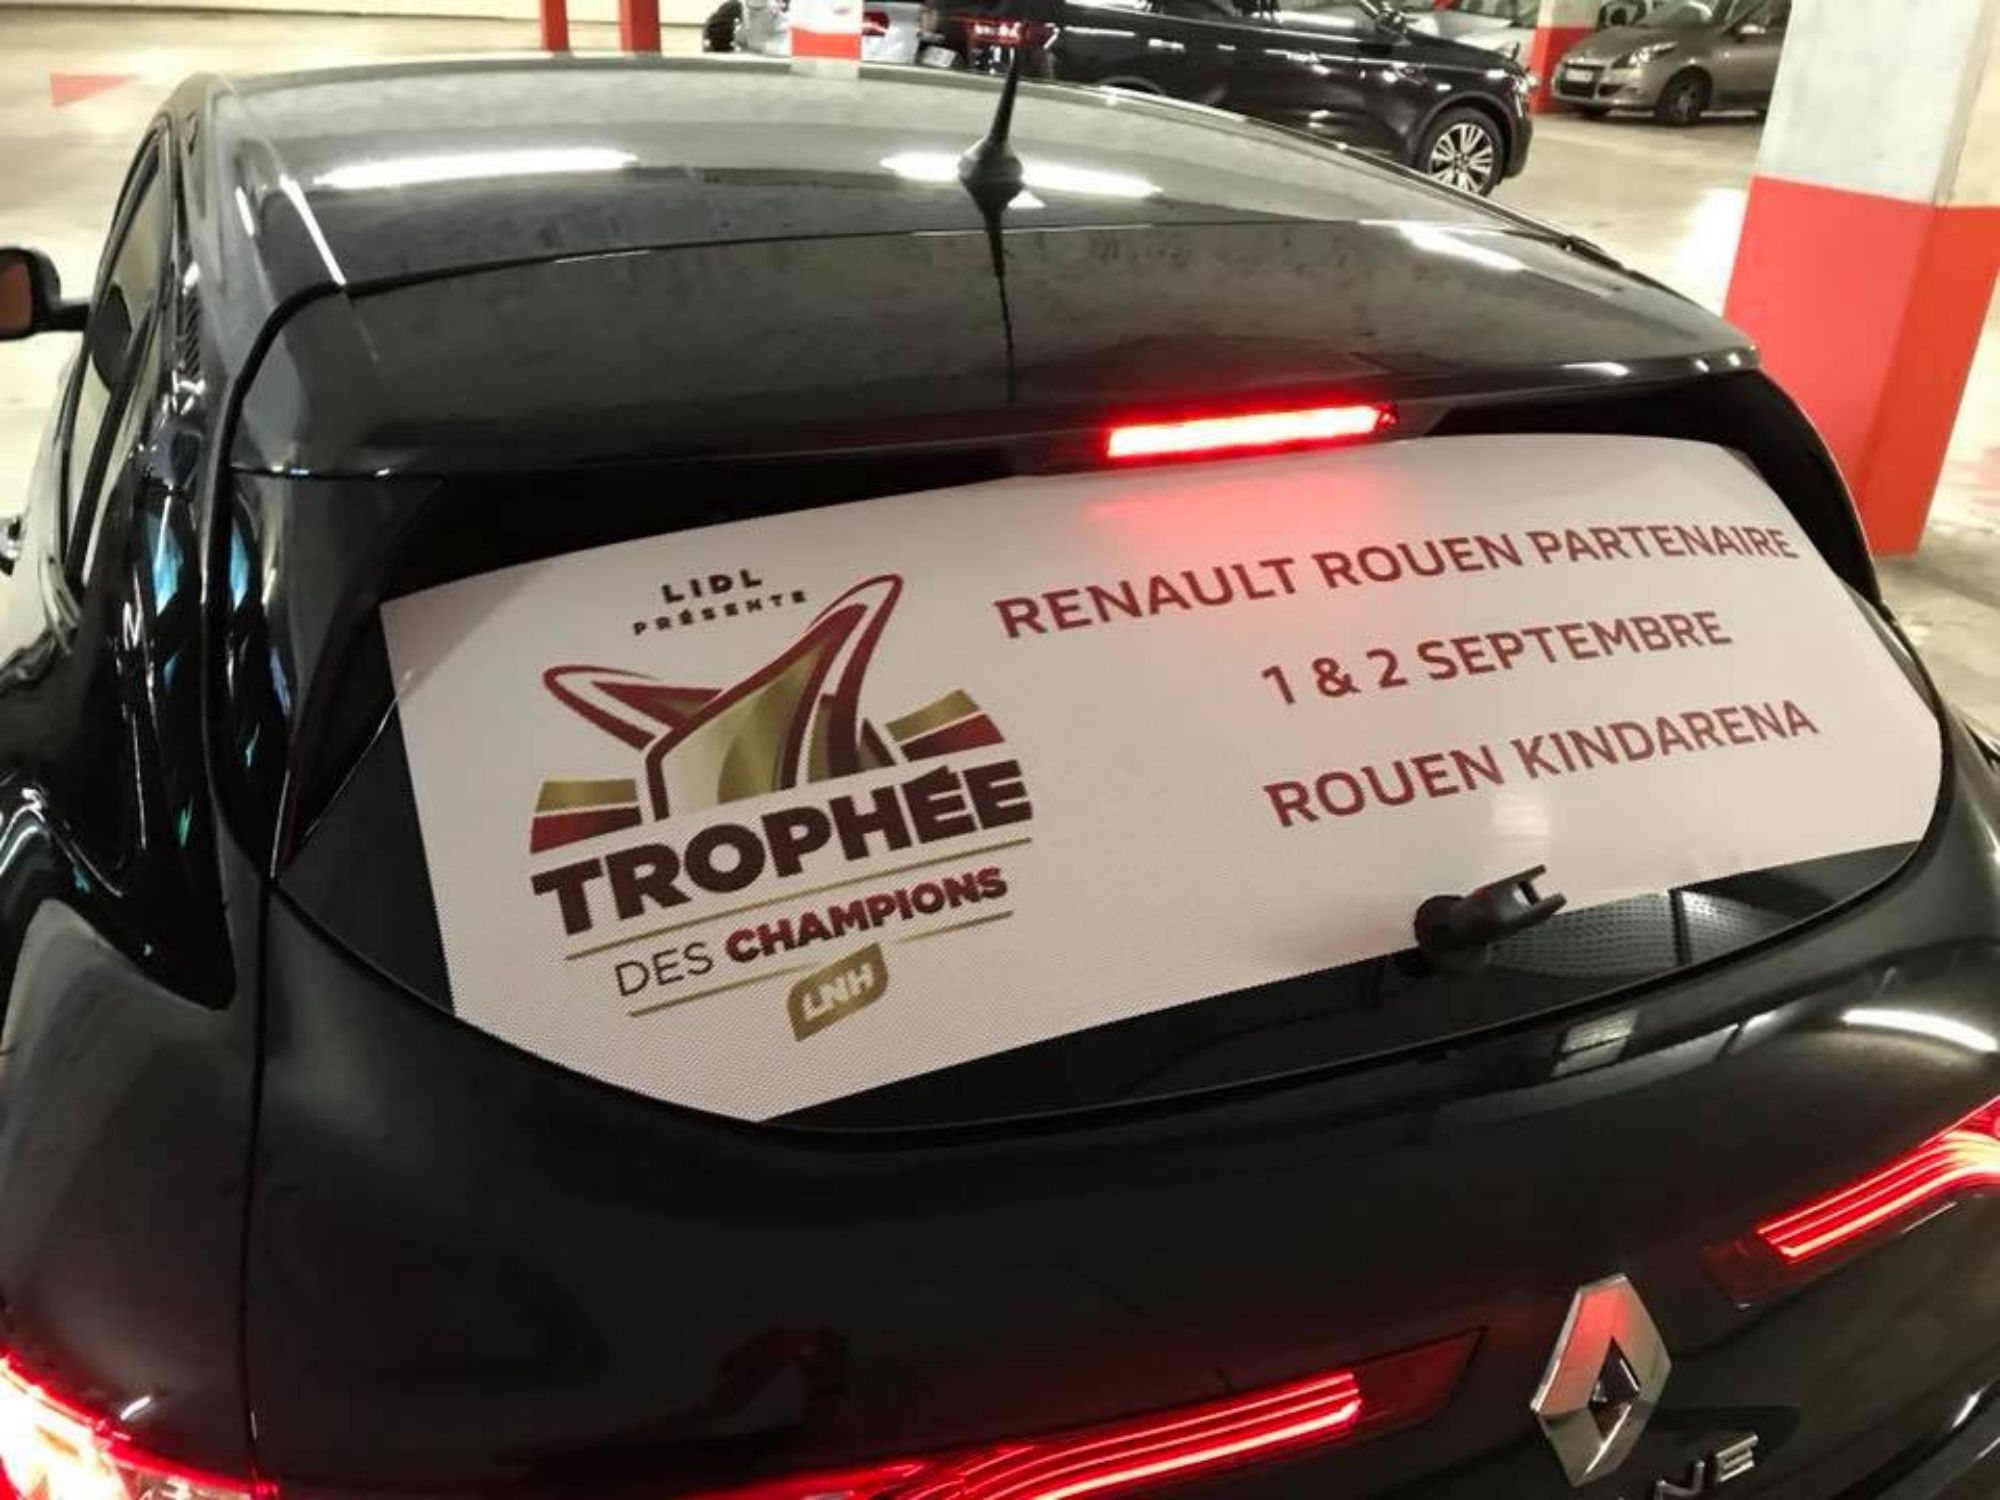 LIDL
PRÉSENTE
TROPHÉE
DES CHAMPIONS
LNH
RENAULT ROUEN PARTENAIRE
1 & 2 SEPTEMBRE
ROUEN KINDARENA